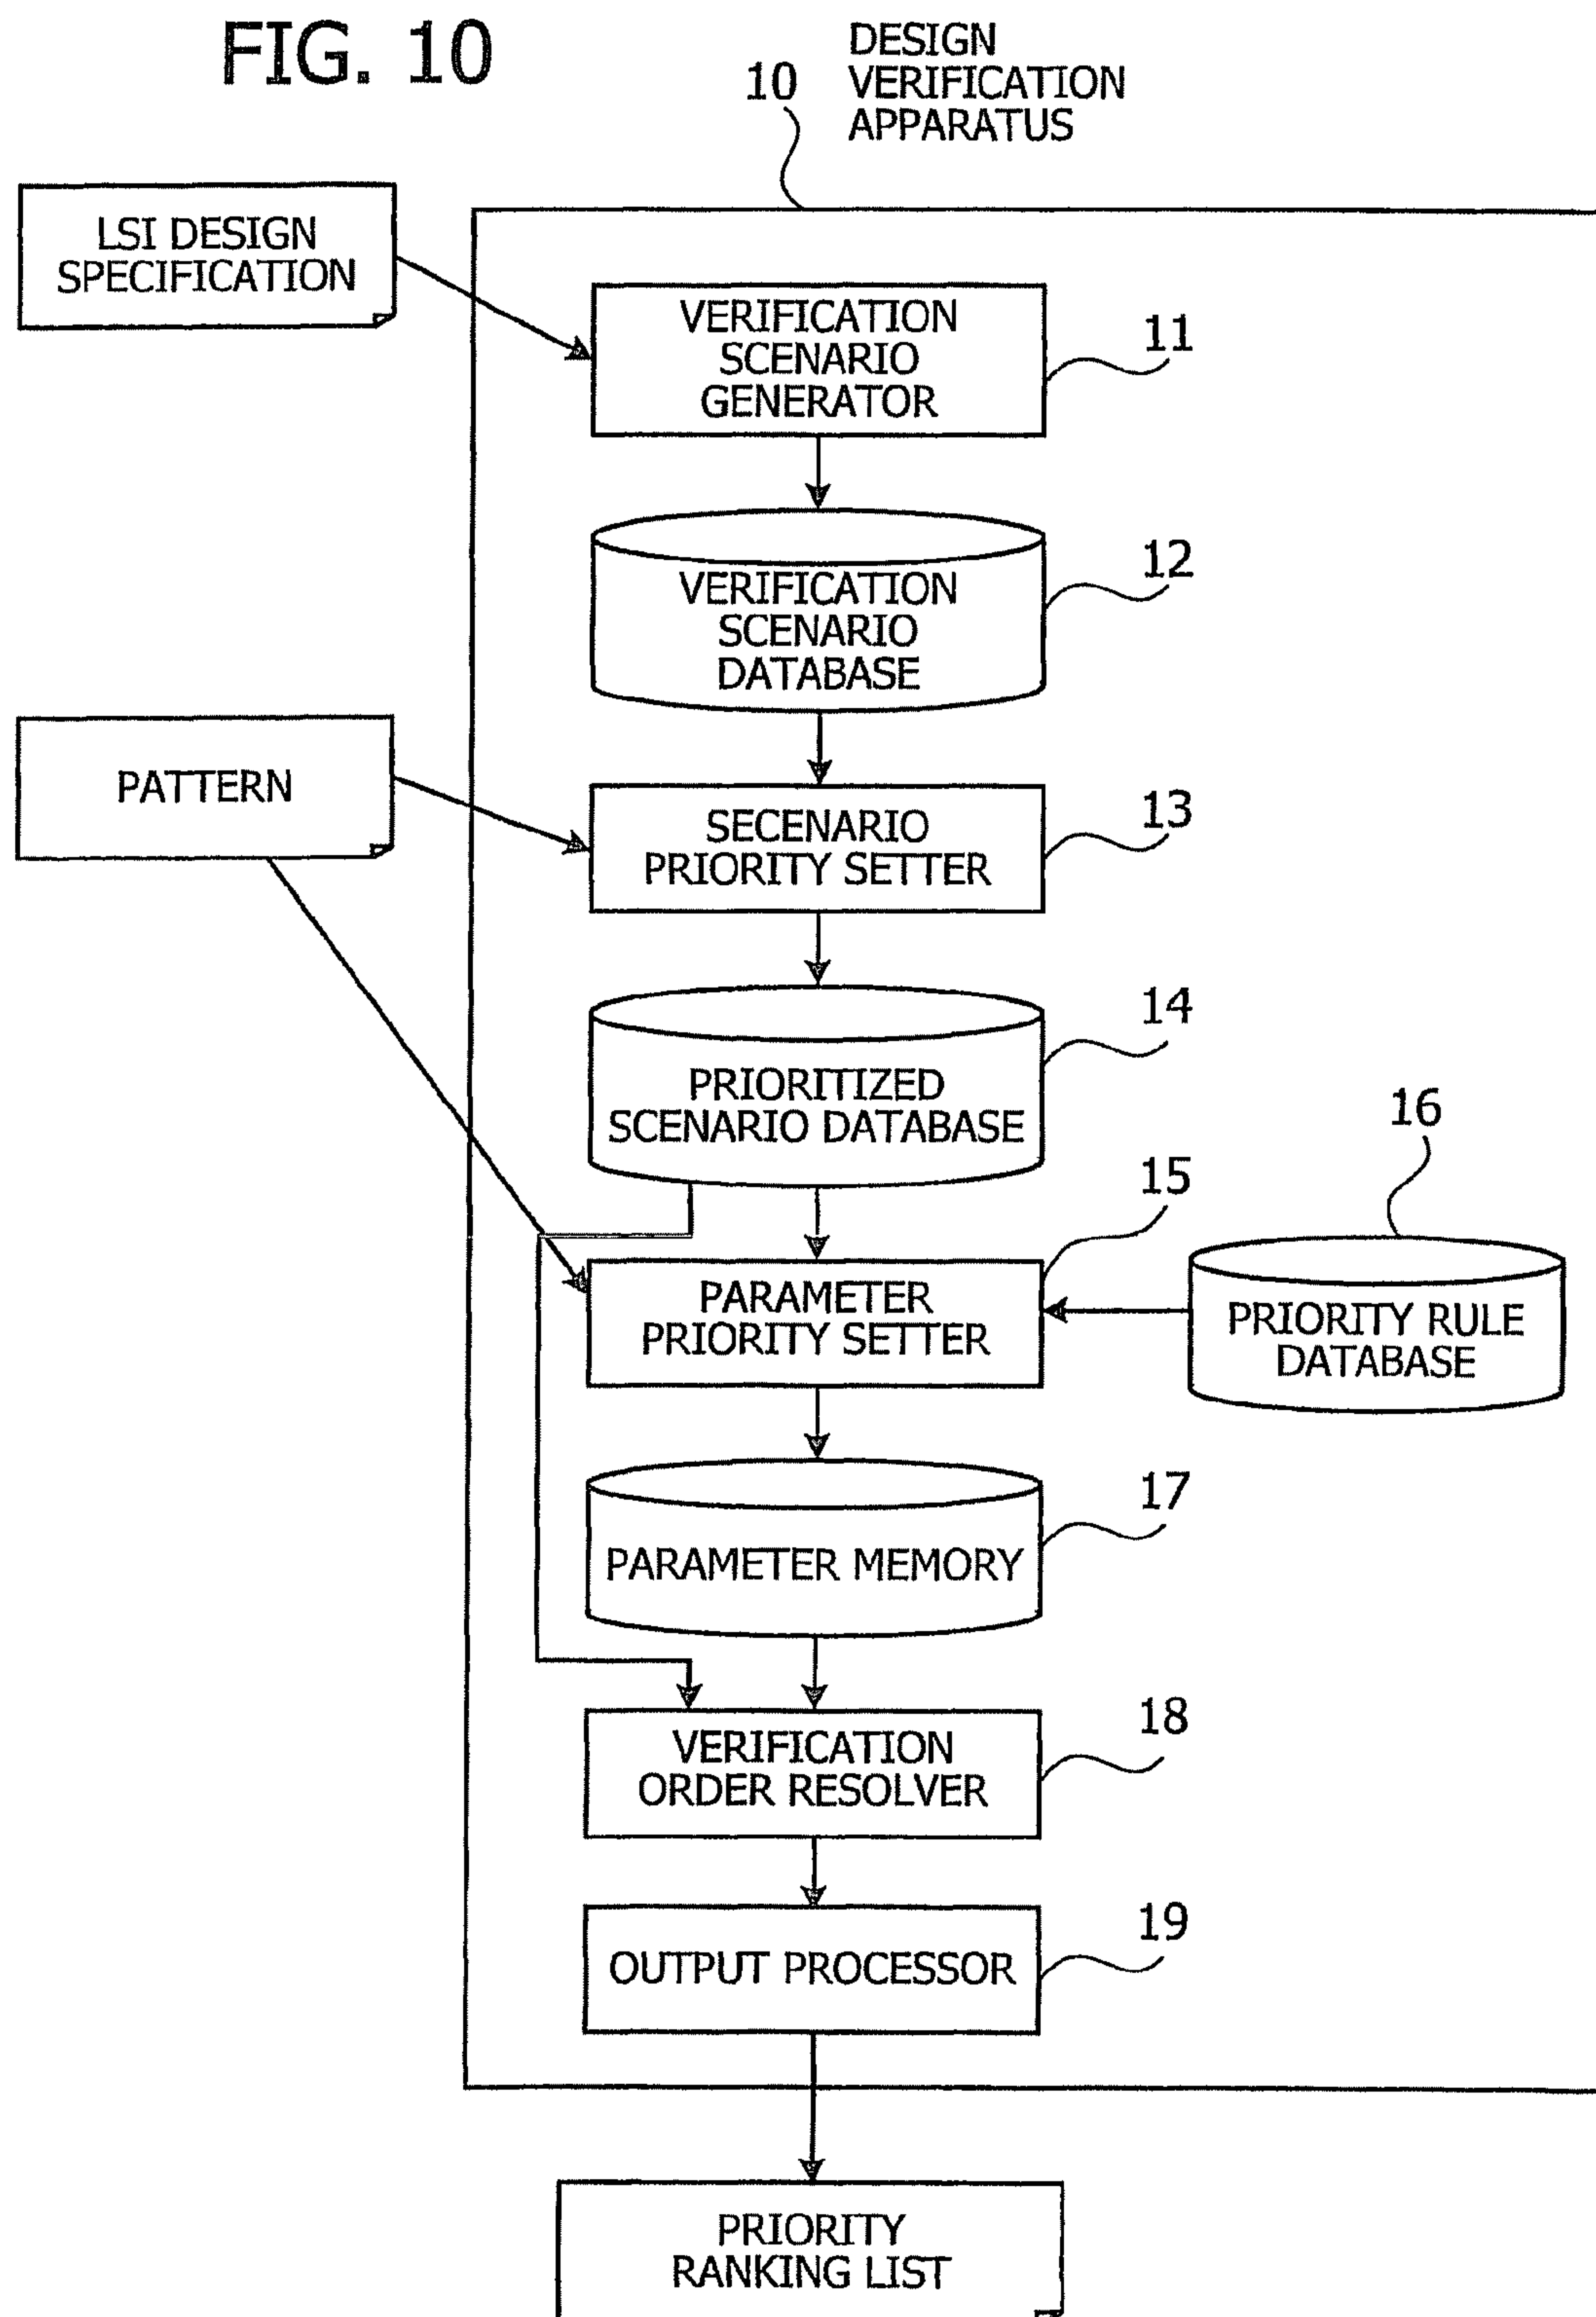 FIG. 10
10
DESIGN
VERIFICATION
APPARATUS
LSI DESIGN
SPECIFICATION
VERIFICATION
SCENARIO
GENERATOR
11
VERIFICATION
SCENARIO
DATABASE
12
PATTERN
SECENARIO
PRIORITY SETTER
13
PRIORITIZED
SCENARIO DATABASE
14
PARAMETER
PRIORITY SETTER
15
16
PRIORITY RULE
DATABASE
PARAMETER MEMORY
17
VERIFICATION
ORDER RESOLVER
18
OUTPUT PROCESSOR
19
PRIORITY
RANKING LIST